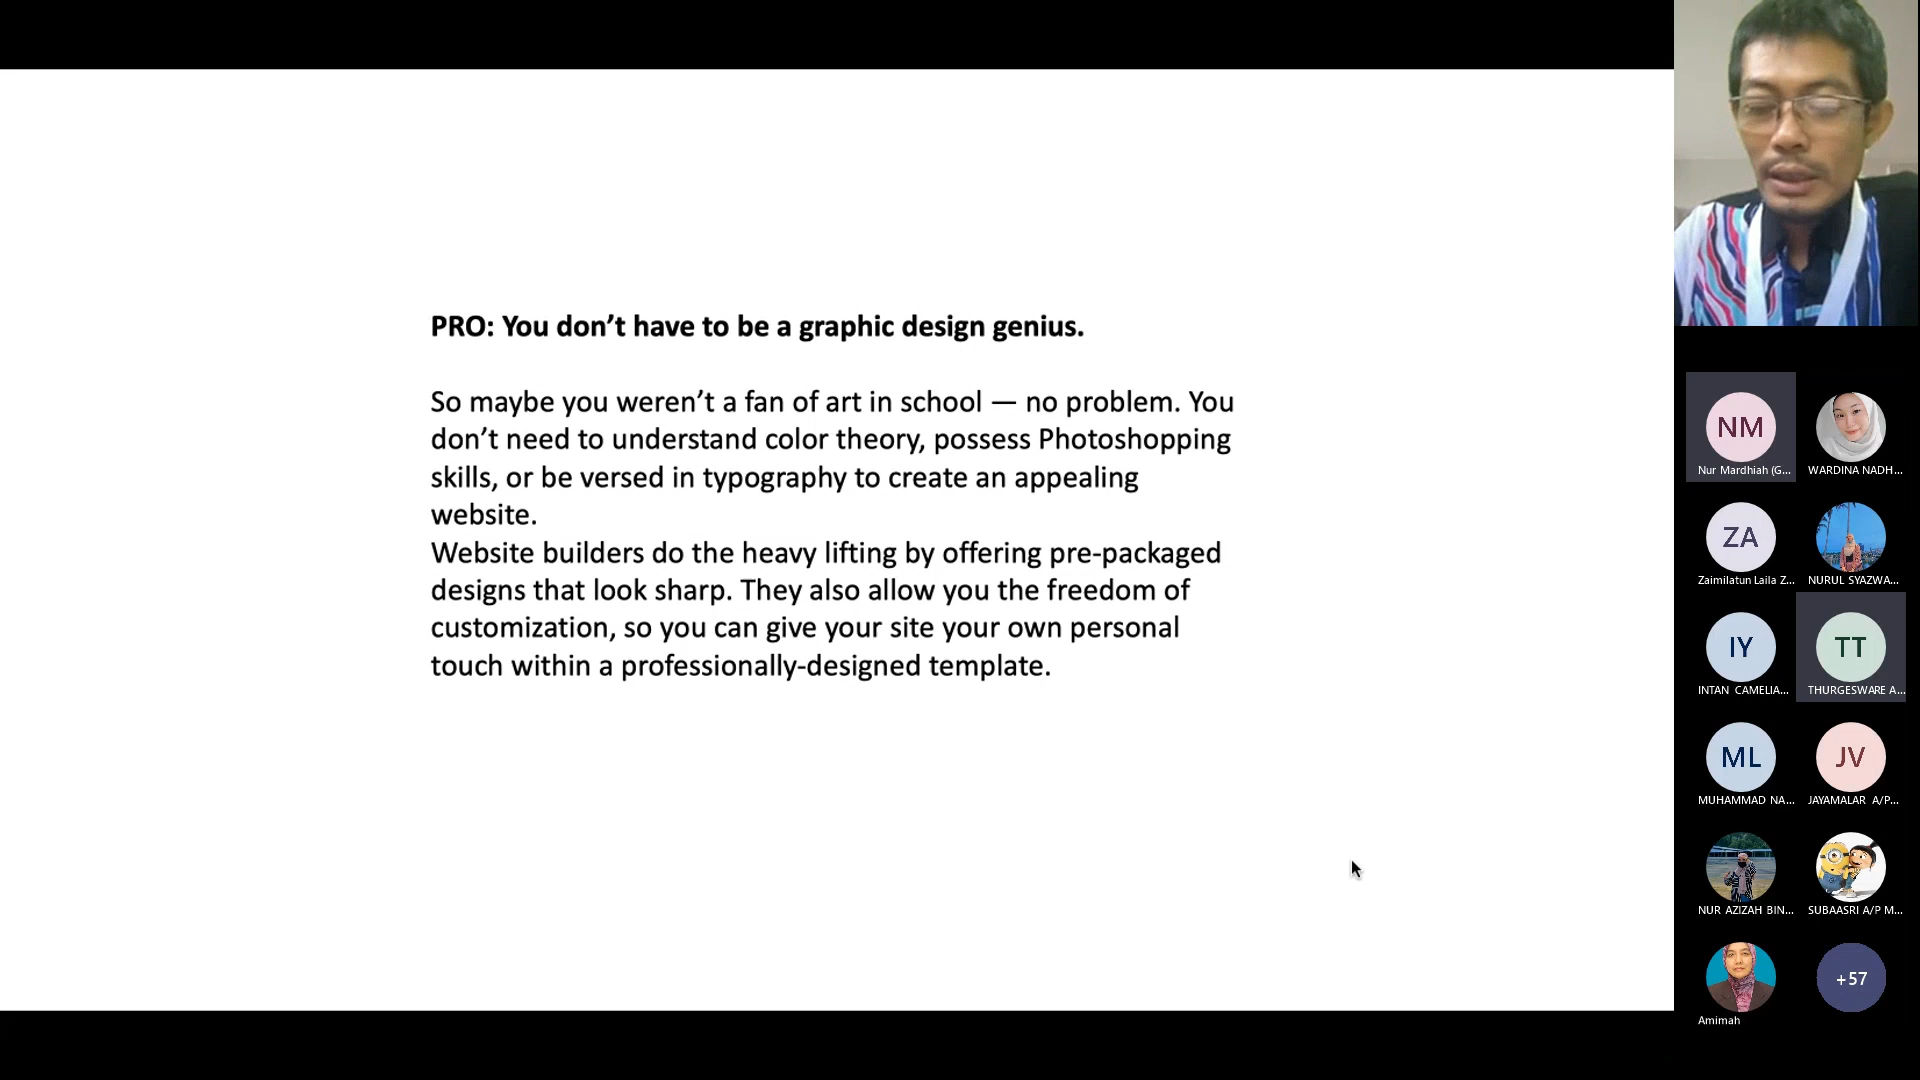 PRO: You don’t have to be a graphic design genius.
So maybe you weren’t a fan of art in school — no problem. You
don’t need to understand color theory, possess Photoshopping
skills, or be versed in typography to create an appealing
website.
Website builders do the heavy lifting by offering pre-packaged
designs that look sharp. They also allow you the freedom of
customization, so you can give your site your own personal
touch within a professionally-designed template.
NM
Nur Mardhiah (G...
WARDINA NADH...
ZA
Zaimilatun Laila Z...
NURUL SYAZWA...
IY
INTAN CAMELIA...
TT
THURGESWARE A...
ML
MUHAMMAD NA...
JV
JAYAMALAR A/P...
NUR AZIZAH BIN...
SUBAASRI A/P M...
Amimah
+57